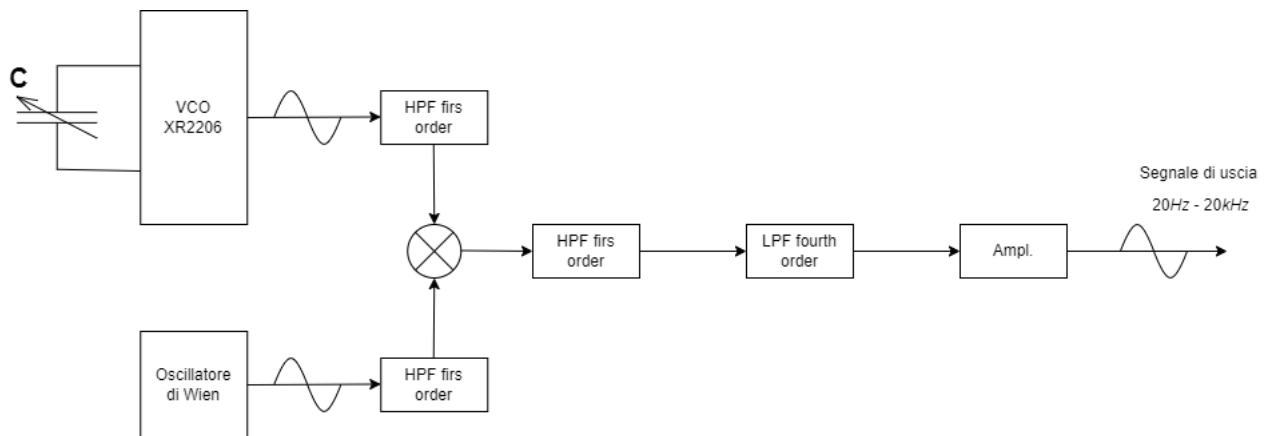 C
VCO
XR2206
HPF firs
order
Segnale di uscia
20Hz - 20kHz
HPF firs
order
LPF fourth
order
Ampl.
Oscillatore
di Wien
HPF firs
order